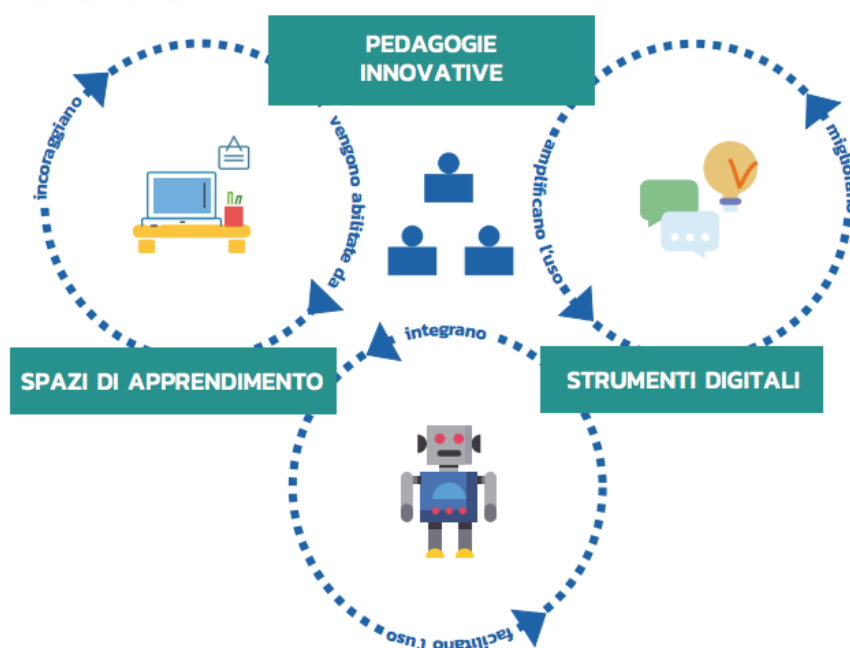 PEDAGOGIE
INNOVATIVE
incoraggiano
vengono abilitate da
amplificano l'uso
migliorano
integrano
SPAZI DI APPRENDIMENTO
STRUMENTI DIGITALI
facilitano l'uso